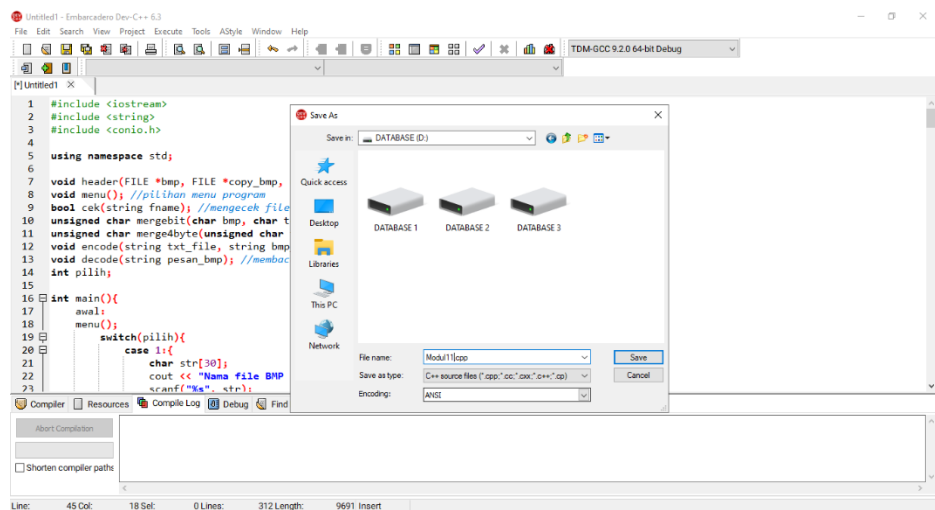 Untitled1 - Embarcadero Dev-C++ 6.3
File Edit Search View Project Execute Tools AStyle Window Help
TDM-GCC 9.2.0 64-bit Debug
[*] Untitled1
1 #include <iostream>
2 #include <string>
3 #include <conio.h>
4
5 using namespace std;
6
7 void header(FILE *bmp, FILE *copy_bmp,
8 void menu(); //pilihan menu program
9 bool cek(string fname); //mengecek file
10 unsigned char mergebit(char bmp, char t
11 unsigned char merge4byte(unsigned char
12 void encode(string txt_file, string bmp
13 void decode(string pesan_bmp); //membac
14 int pilih;
15
16 int main(){
17 awal:
18 menu();
19 switch(pilih){
20 case 1:{
21 char str[30];
22 cout << "Nama file BMP
23 scanf("%s", str);
Save As
Save in: DATABASE (D:)
Quick access
Desktop
Libraries
This PC
Network
DATABASE 1 DATABASE 2 DATABASE 3
File name: Modul11.cpp Save
Save as type: C++ source files (*.cpp;*.cc;*.cxx;*.c++;*.cp) Cancel
Encoding: ANSI
Compiler Resources Compile Log Debug Find
Abort Compilation
Shorten compiler paths
Line: 45 Col: 18 Sel: 0 Lines: 312 Length: 9691 Insert